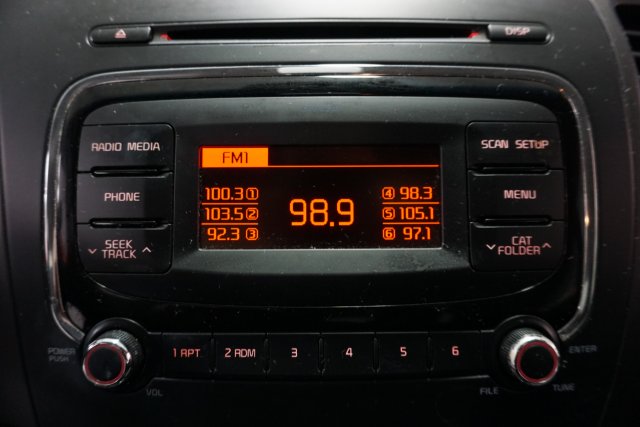 DISP
RADIO MEDIA
SCAN SETUP
FM1
PHONE
MENU
100.3 ①
④ 98.3
103.5 ②
98.9
⑤ 105.1
92.3 ③
⑥ 97.1
SEEK
TRACK
CAT
FOLDER
POWER
PUSH
1 RPT
2 RDM
3
4
5
6
ENTER
VOL
FILE
TUNE